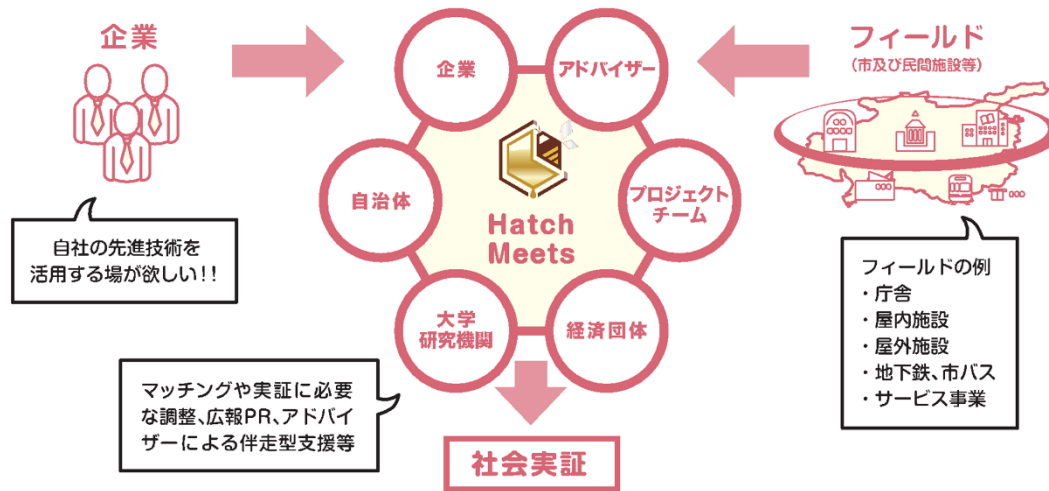 企業
フィールド
(市及び民間施設等)
企業
アドバイザー
自治体
プロジェクト
チーム
Hatch
Meets
大学
研究機関
経済団体
自社の先進技術を
活用する場が欲しい!!
フィールドの例
・庁舎
・屋内施設
・屋外施設
・地下鉄、市バス
・サービス事業
マッチングや実証に必要
な調整、広報PR、アドバイ
ザーによる伴走型支援等
社会実証